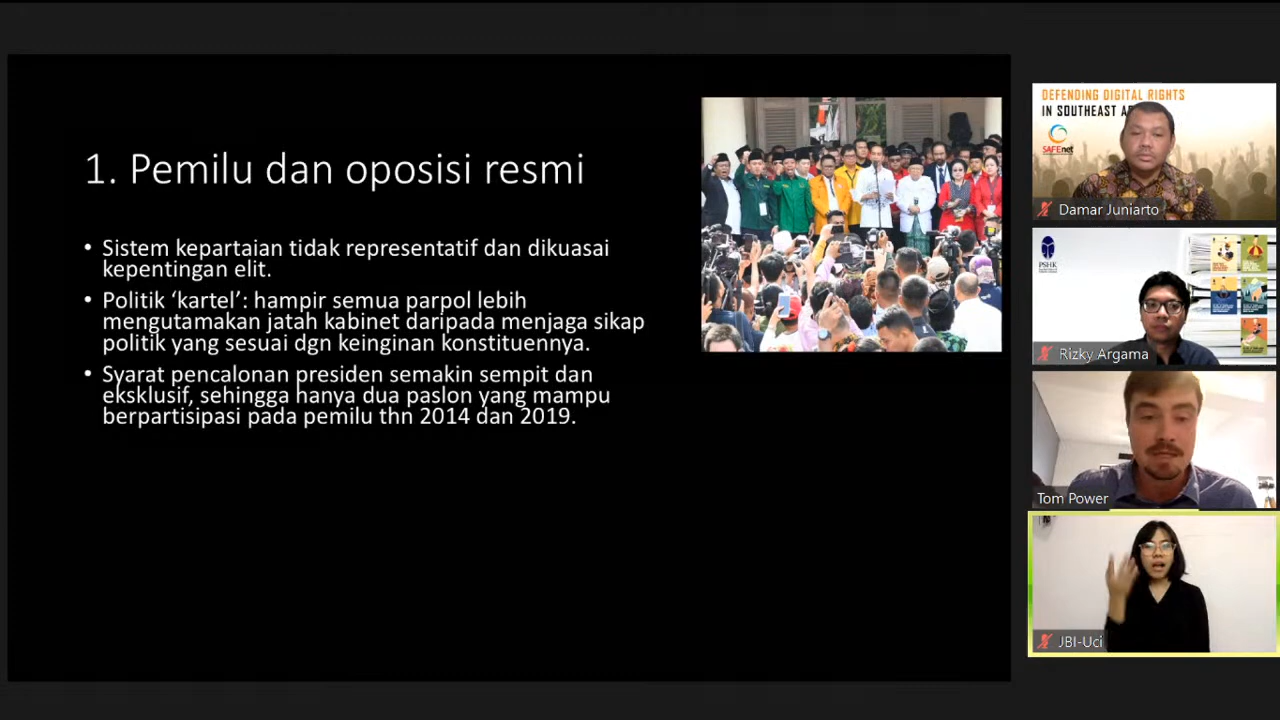 1. Pemilu dan oposisi resmi
• Sistem kepartaian tidak representatif dan dikuasai
kepentingan elit.
• Politik ‘kartel’: hampir semua parpol lebih
mengutamakan jatah kabinet daripada menjaga sikap
politik yang sesuai dgn keinginan konstituennya.
• Syarat pencalonan presiden semakin sempit dan
eksklusif, sehingga hanya dua paslon yang mampu
berpartisipasi pada pemilu thn 2014 dan 2019.
DEFENDING DIGITAL RIGHTS
IN SOUTHEAST
SAFEnet
Damar Juniarto
PSHK
Rizky Argama
Tom Power
JBI-Uci